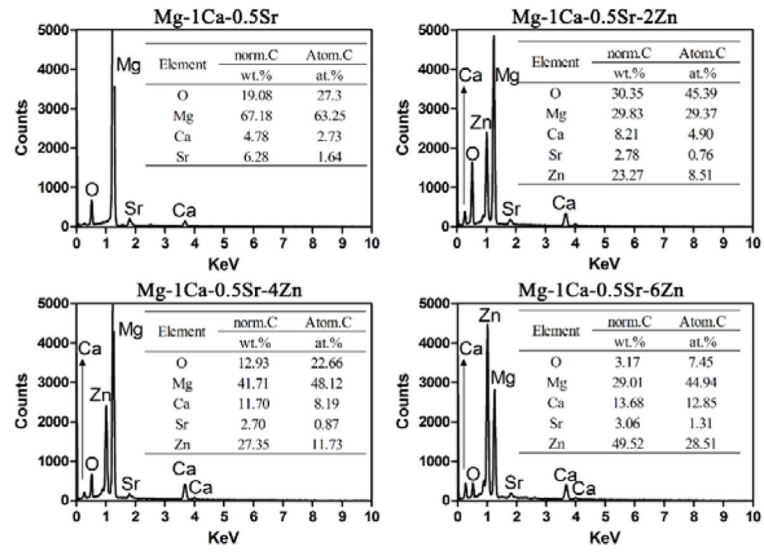 Mg-1Ca-0.5Sr
5000
4000
3000
2000
1000
0
Counts
0 1 2 3 4 5 6 7 8 9 10
KeV
O
Mg
Sr
Ca
Element norm.C Atom.C
wt.% at.%
O 19.08 27.3
Mg 67.18 63.25
Ca 4.78 2.73
Sr 6.28 1.64
Mg-1Ca-0.5Sr-2Zn
5000
4000
3000
2000
1000
0
Counts
0 1 2 3 4 5 6 7 8 9 10
KeV
Ca
O
Zn
Mg
Sr
Ca
Element norm.C Atom.C
wt.% at.%
O 30.35 45.39
Mg 29.83 29.37
Ca 8.21 4.90
Sr 2.78 0.76
Zn 23.27 8.51
Mg-1Ca-0.5Sr-4Zn
5000
4000
3000
2000
1000
0
Counts
0 1 2 3 4 5 6 7 8 9 10
KeV
Ca
O
Zn
Mg
Sr
Ca
Ca
Element norm.C Atom.C
wt.% at.%
O 12.93 22.66
Mg 41.71 48.12
Ca 11.70 8.19
Sr 2.70 0.87
Zn 27.35 11.73
Mg-1Ca-0.5Sr-6Zn
5000
4000
3000
2000
1000
0
Counts
0 1 2 3 4 5 6 7 8 9 10
KeV
Ca
O
Zn
Mg
Sr
Ca
Ca
Element norm.C Atom.C
wt.% at.%
O 3.17 7.45
Mg 29.01 44.94
Ca 13.68 12.85
Sr 3.06 1.31
Zn 49.52 28.51